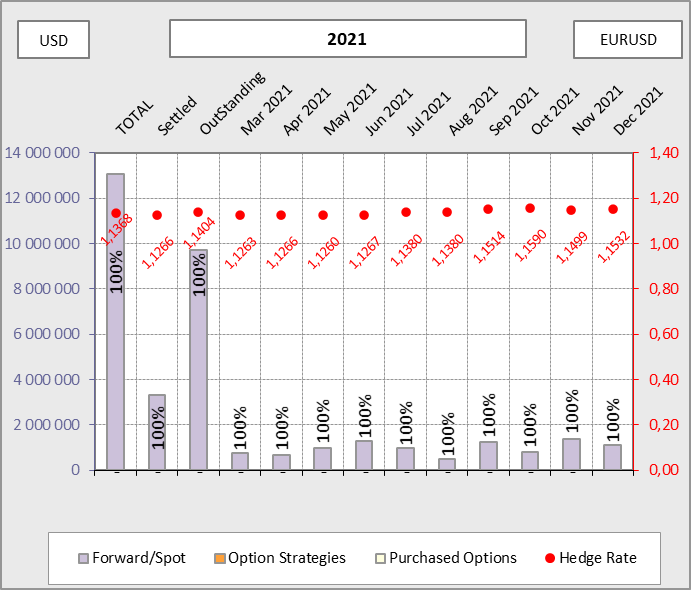 USD
2021
EURUSD
TOTAL
Settled
OutStanding
Mar 2021
Apr 2021
May 2021
Jun 2021
Jul 2021
Aug 2021
Sep 2021
Oct 2021
Nov 2021
Dec 2021
14 000 000
12 000 000
10 000 000
8 000 000
6 000 000
4 000 000
2 000 000
0
1,40
1,20
1,00
0,80
0,60
0,40
0,20
0,00
1,1368
1,1266
1,1404
1,1263
1,1266
1,1260
1,1267
1,1380
1,1380
1,1514
1,1590
1,1499
1,1532
100%
100%
100%
100%
100%
100%
100%
100%
100%
100%
100%
100%
100%
- - - - - - - - - - - - -
Forward/Spot Option Strategies Purchased Options Hedge Rate